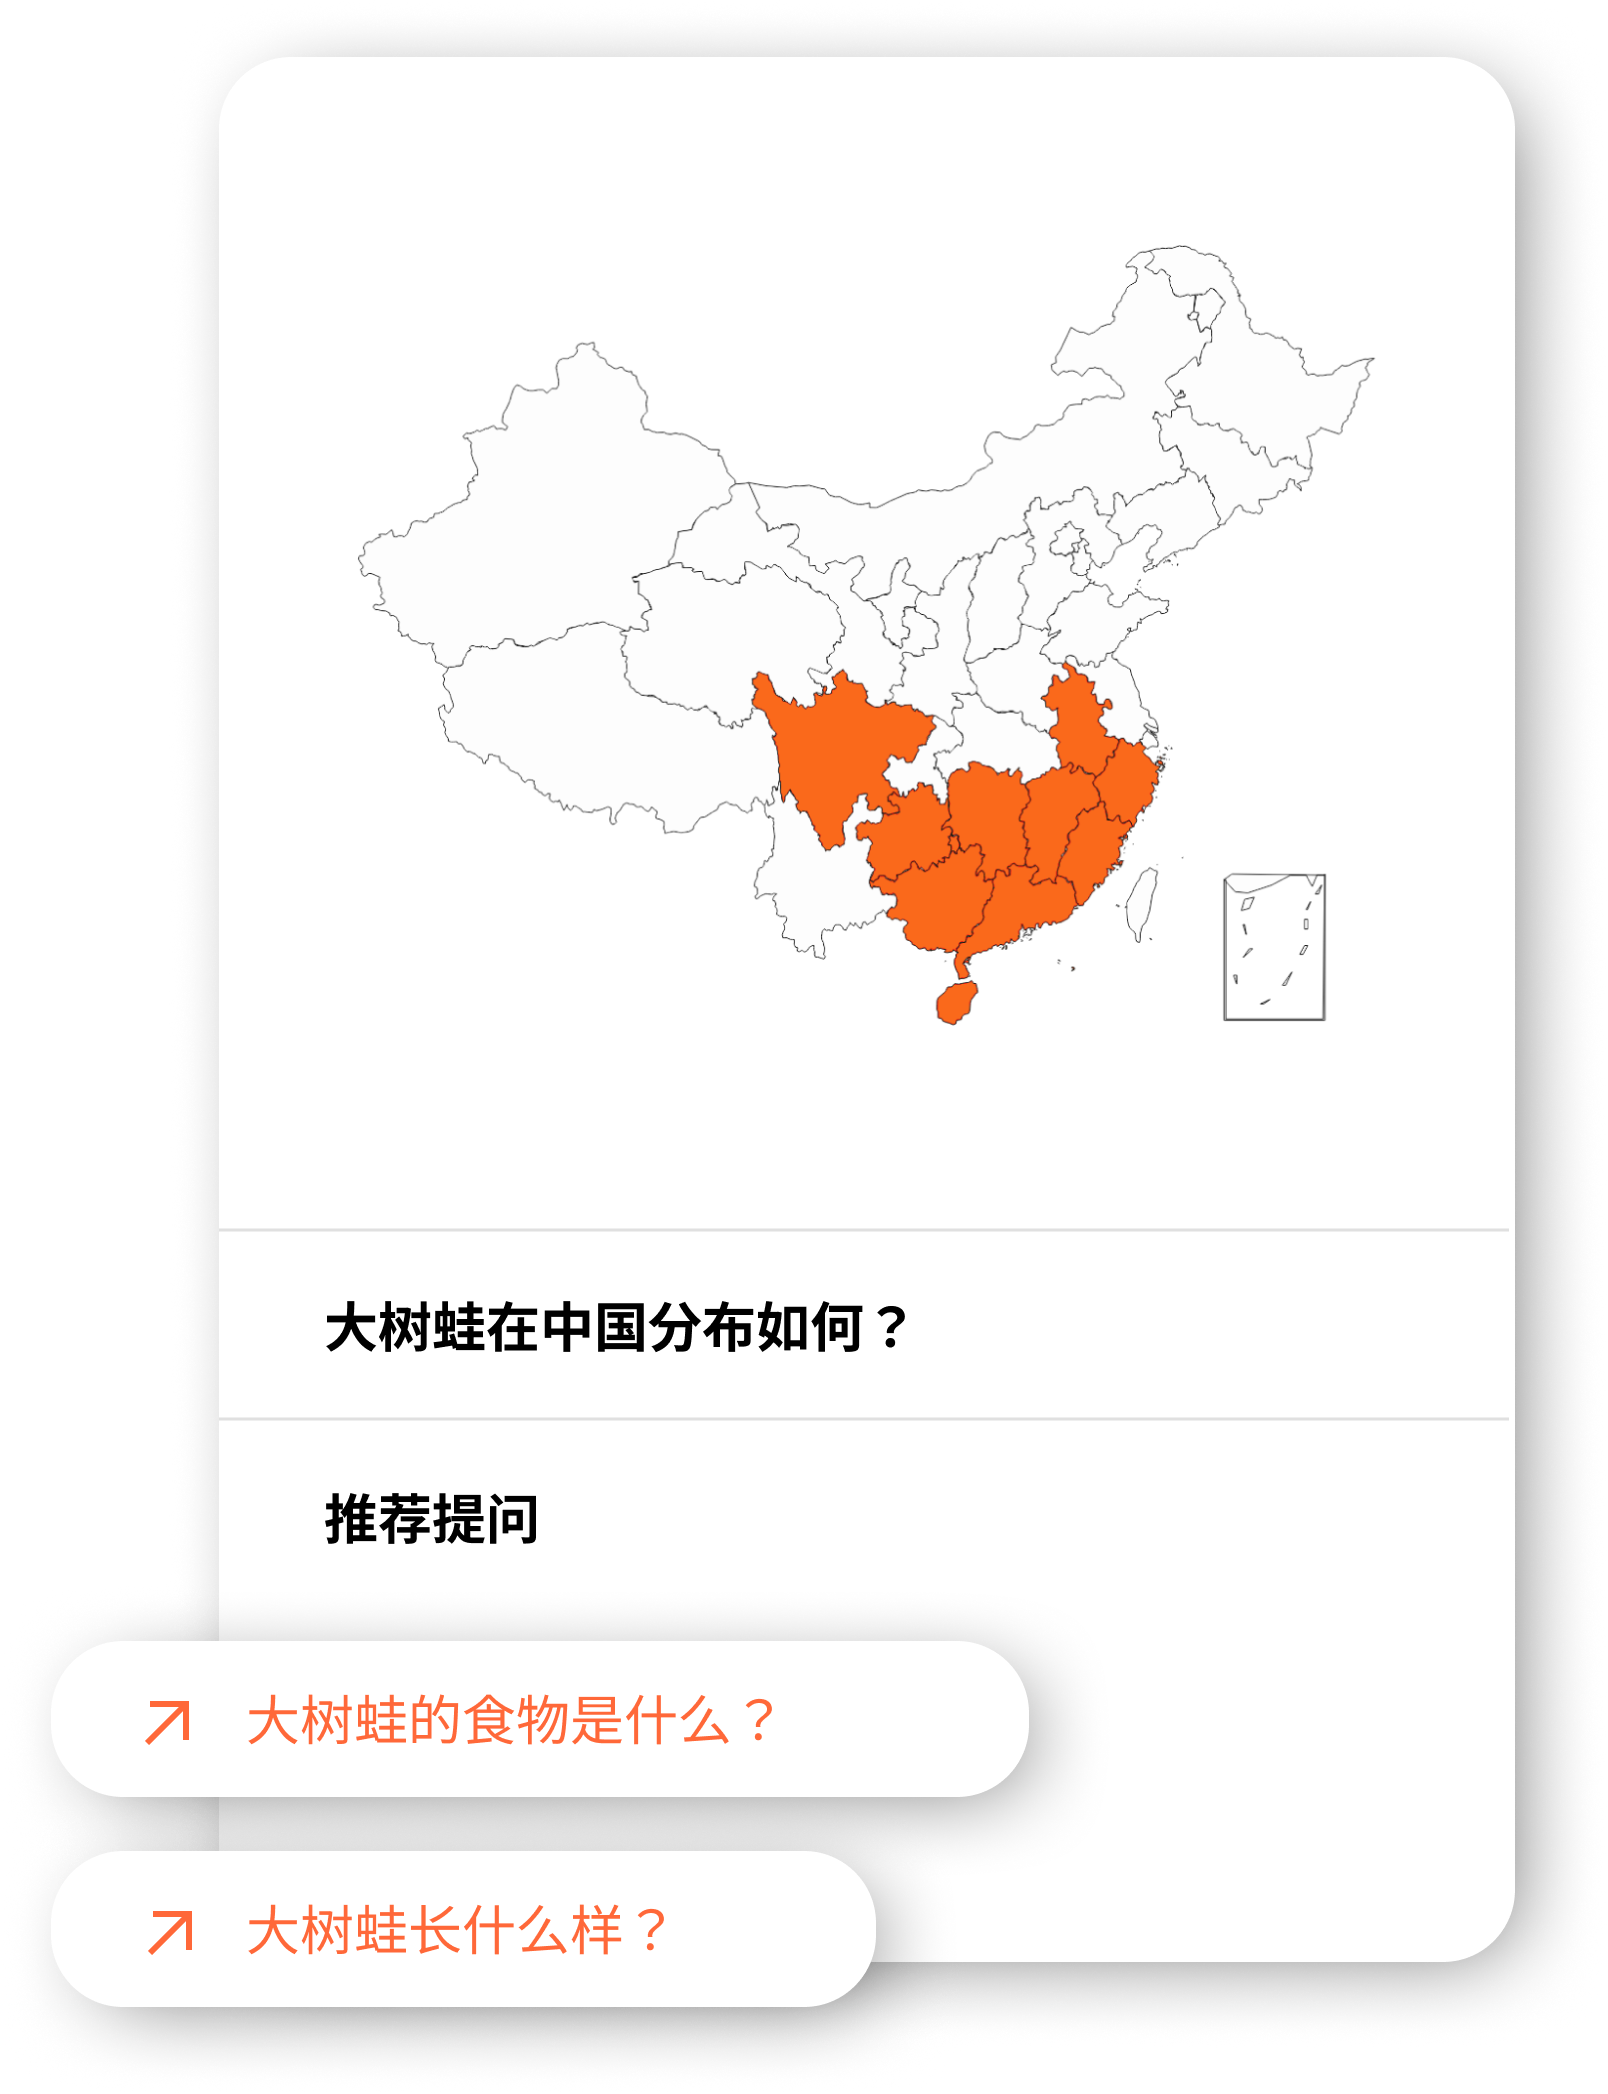 大树蛙在中国分布如何？
推荐提问
大树蛙的食物是什么？
大树蛙长什么样？